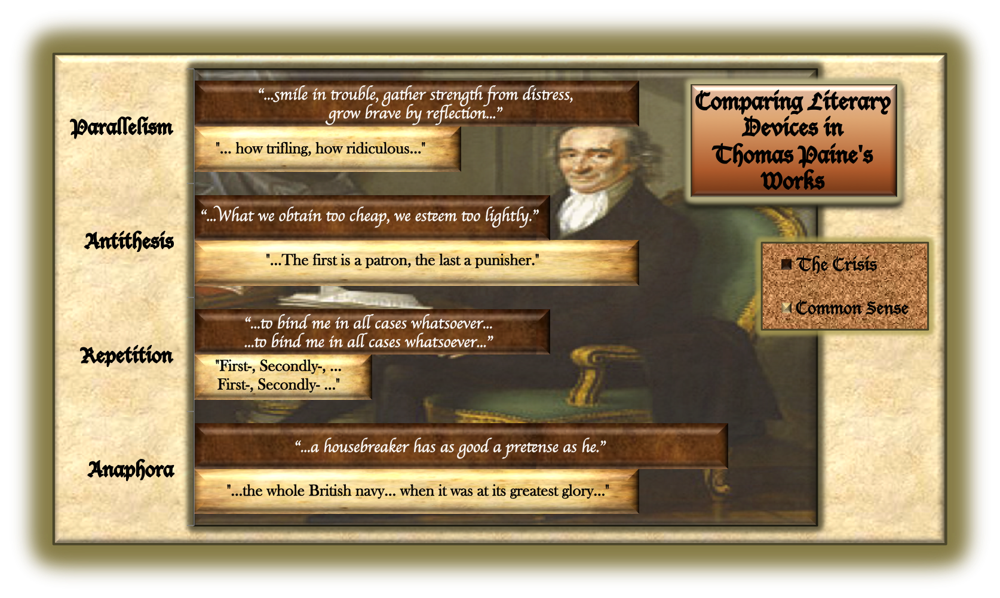 Comparing Literary
Devices in
Thomas Paine's
Works
Parallelism
“...smile in trouble, gather strength from distress,
grow brave by reflection...”
"... how trifling, how ridiculous..."
Antithesis
“...What we obtain too cheap, we esteem too lightly.”
"...The first is a patron, the last a punisher."
Repetition
“...to bind me in all cases whatsoever...
...to bind me in all cases whatsoever...”
"First-, Secondly-, ...
First-, Secondly- ..."
Anaphora
“...a housebreaker has as good a pretense as he.”
"...the whole British navy... when it was at its greatest glory..."
The Crisis
Common Sense